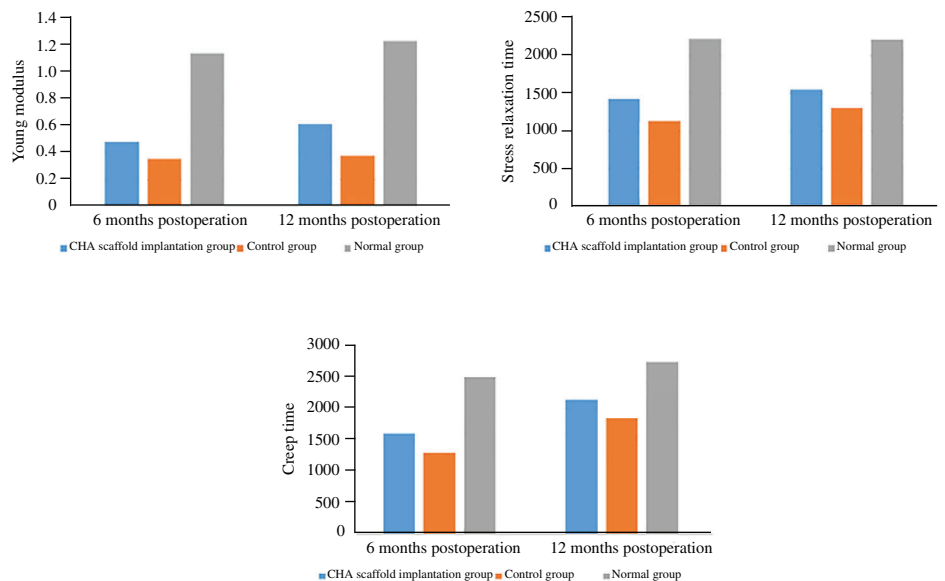 1.4
1.2
1.0
0.8
0.6
0.4
0.2
0
Young modulus
6 months postoperation 12 months postoperation
CHA scaffold implantation group Control group Normal group
2500
2000
1500
1000
500
0
Stress relaxation time
6 months postoperation 12 months postoperation
CHA scaffold implantation group Control group Normal group
3000
2500
2000
1500
1000
500
0
Creep time
6 months postoperation 12 months postoperation
CHA scaffold implantation group Control group Normal group